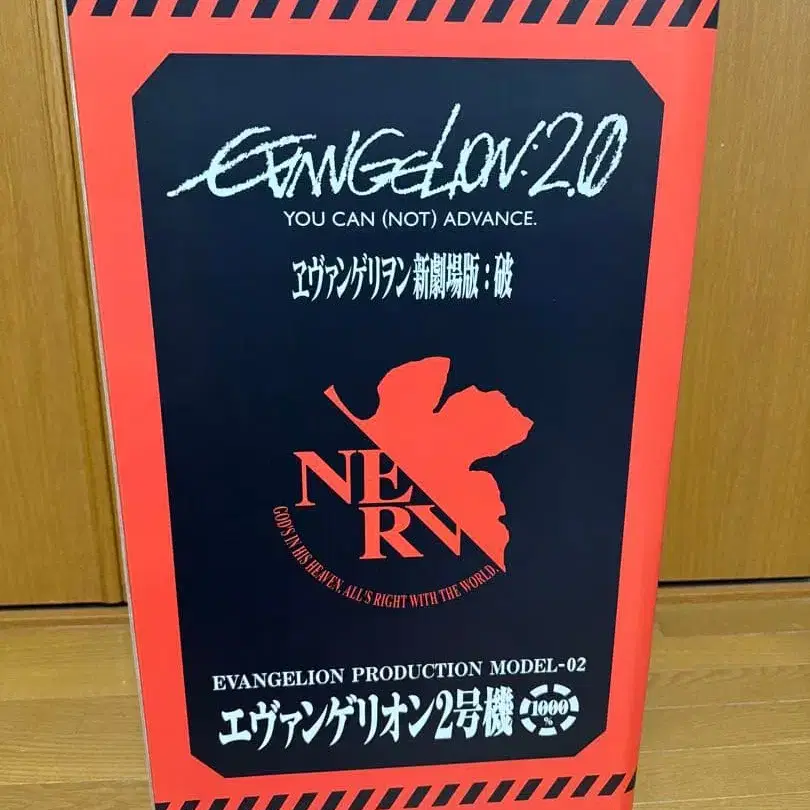 EVANGELION:2.0
YOU CAN (NOT) ADVANCE.
ヱヴァンゲリヲン新劇場版：破
NERV
GOD'S IN HIS HEAVEN. ALL'S RIGHT WITH THE WORLD.
EVANGELION PRODUCTION MODEL-02
エヴァンゲリオン2号機 1000%